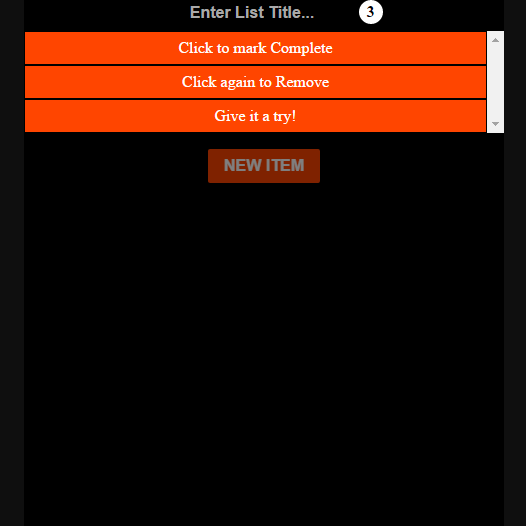 Enter List Title... 3
Click to mark Complete
Click again to Remove
Give it a try!
NEW ITEM